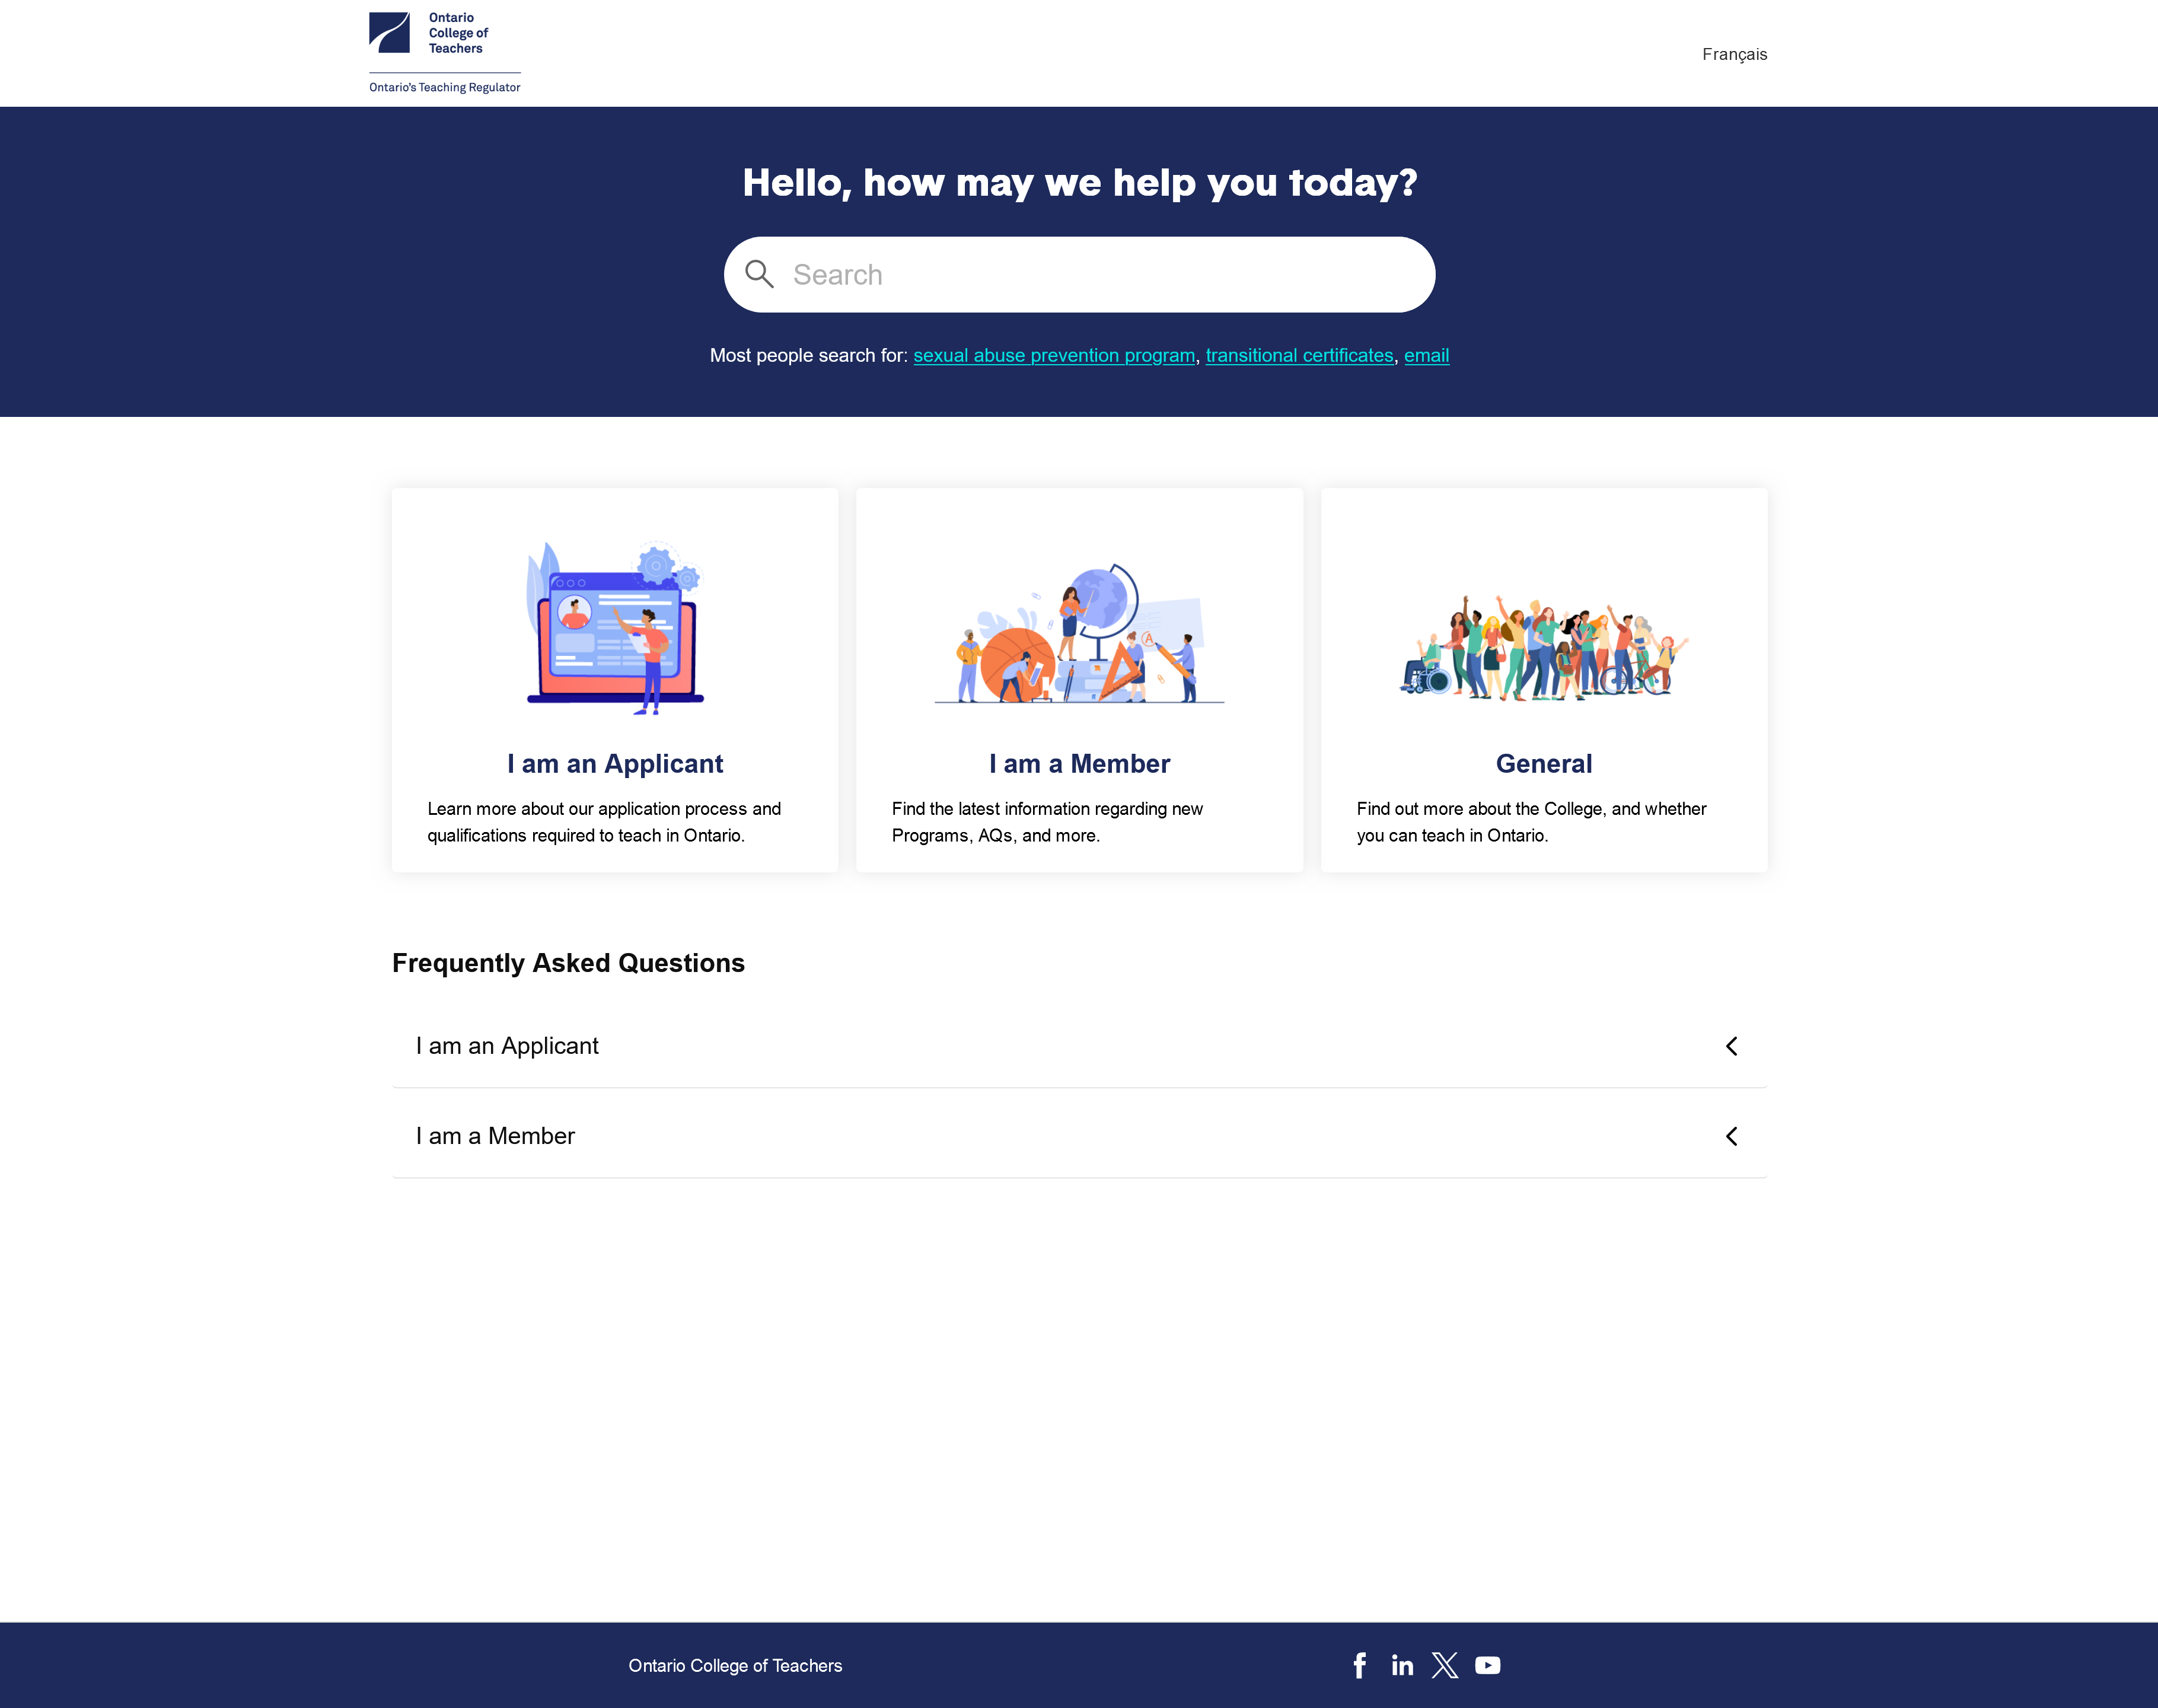 Ontario
College of
Teachers
Ontario's Teaching Regulator
Français
Hello, how may we help you today?
Search
Most people search for: sexual abuse prevention program, transitional certificates, email
I am an Applicant
Learn more about our application process and
qualifications required to teach in Ontario.
I am a Member
Find the latest information regarding new
Programs, AQs, and more.
General
Find out more about the College, and whether
you can teach in Ontario.
Frequently Asked Questions
I am an Applicant
I am a Member
Ontario College of Teachers